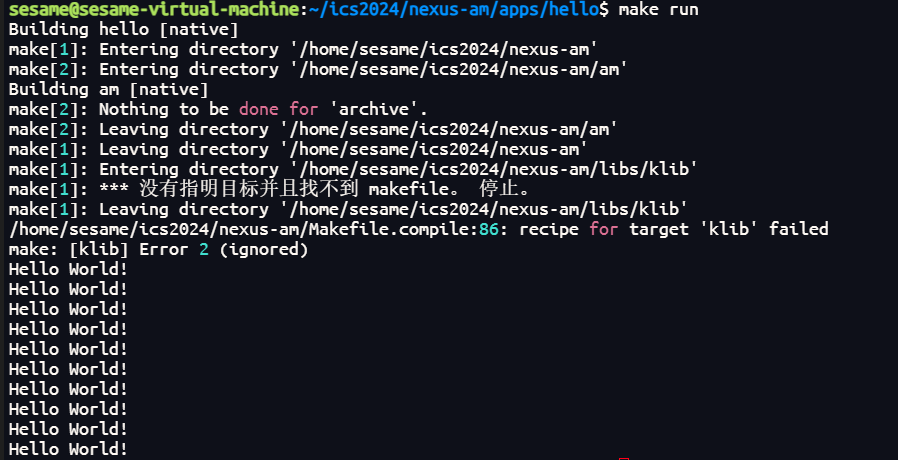 sesame@sesame-virtual-machine:~/ics2024/nexus-am/apps/hello$ make run
Building hello [native]
make[1]: Entering directory '/home/sesame/ics2024/nexus-am'
make[2]: Entering directory '/home/sesame/ics2024/nexus-am/am'
Building am [native]
make[2]: Nothing to be done for 'archive'.
make[2]: Leaving directory '/home/sesame/ics2024/nexus-am/am'
make[1]: Leaving directory '/home/sesame/ics2024/nexus-am'
make[1]: Entering directory '/home/sesame/ics2024/nexus-am/libs/klib'
make[1]: *** 没有指明目标并且找不到 makefile。 停止。
make[1]: Leaving directory '/home/sesame/ics2024/nexus-am/libs/klib'
/home/sesame/ics2024/nexus-am/Makefile.compile:86: recipe for target 'klib' failed
make: [klib] Error 2 (ignored)
Hello World!
Hello World!
Hello World!
Hello World!
Hello World!
Hello World!
Hello World!
Hello World!
Hello World!
Hello World!